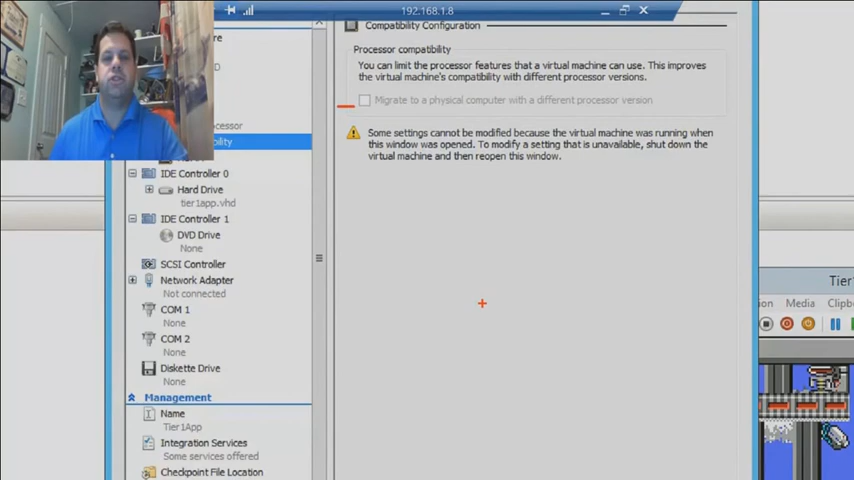 192.168.1.8
Compatibility Configuration
Processor compatibility
You can limit the processor features that a virtual machine can use. This improves
the virtual machine's compatibility with different processor versions.
Migrate to a physical computer with a different processor version
Some settings cannot be modified because the virtual machine was running when
this window was opened. To modify a setting that is unavailable, shut down the
virtual machine and then reopen this window.
IDE Controller 0
Hard Drive
tier1app.vhd
IDE Controller 1
DVD Drive
None
SCSI Controller
Network Adapter
Not connected
COM 1
None
COM 2
None
Diskette Drive
None
Management
Name
Tier1App
Integration Services
Some services offered
Checkpoint File Location
Tier
ion Media Clipb